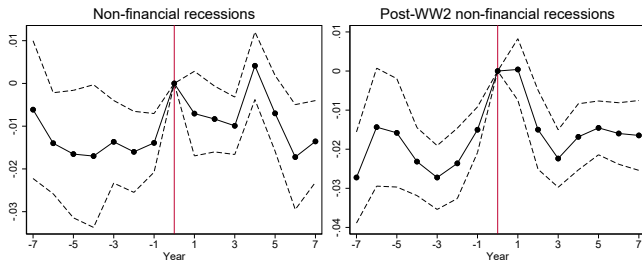 Non-financial recessions
.01
0
-.01
-.02
-.03
-7 -5 -3 -1 1 3 5 7
Year
Post-WW2 non-financial recessions
.01
0
-.01
-.02
-.03
-.04
-7 -5 -3 -1 1 3 5 7
Year